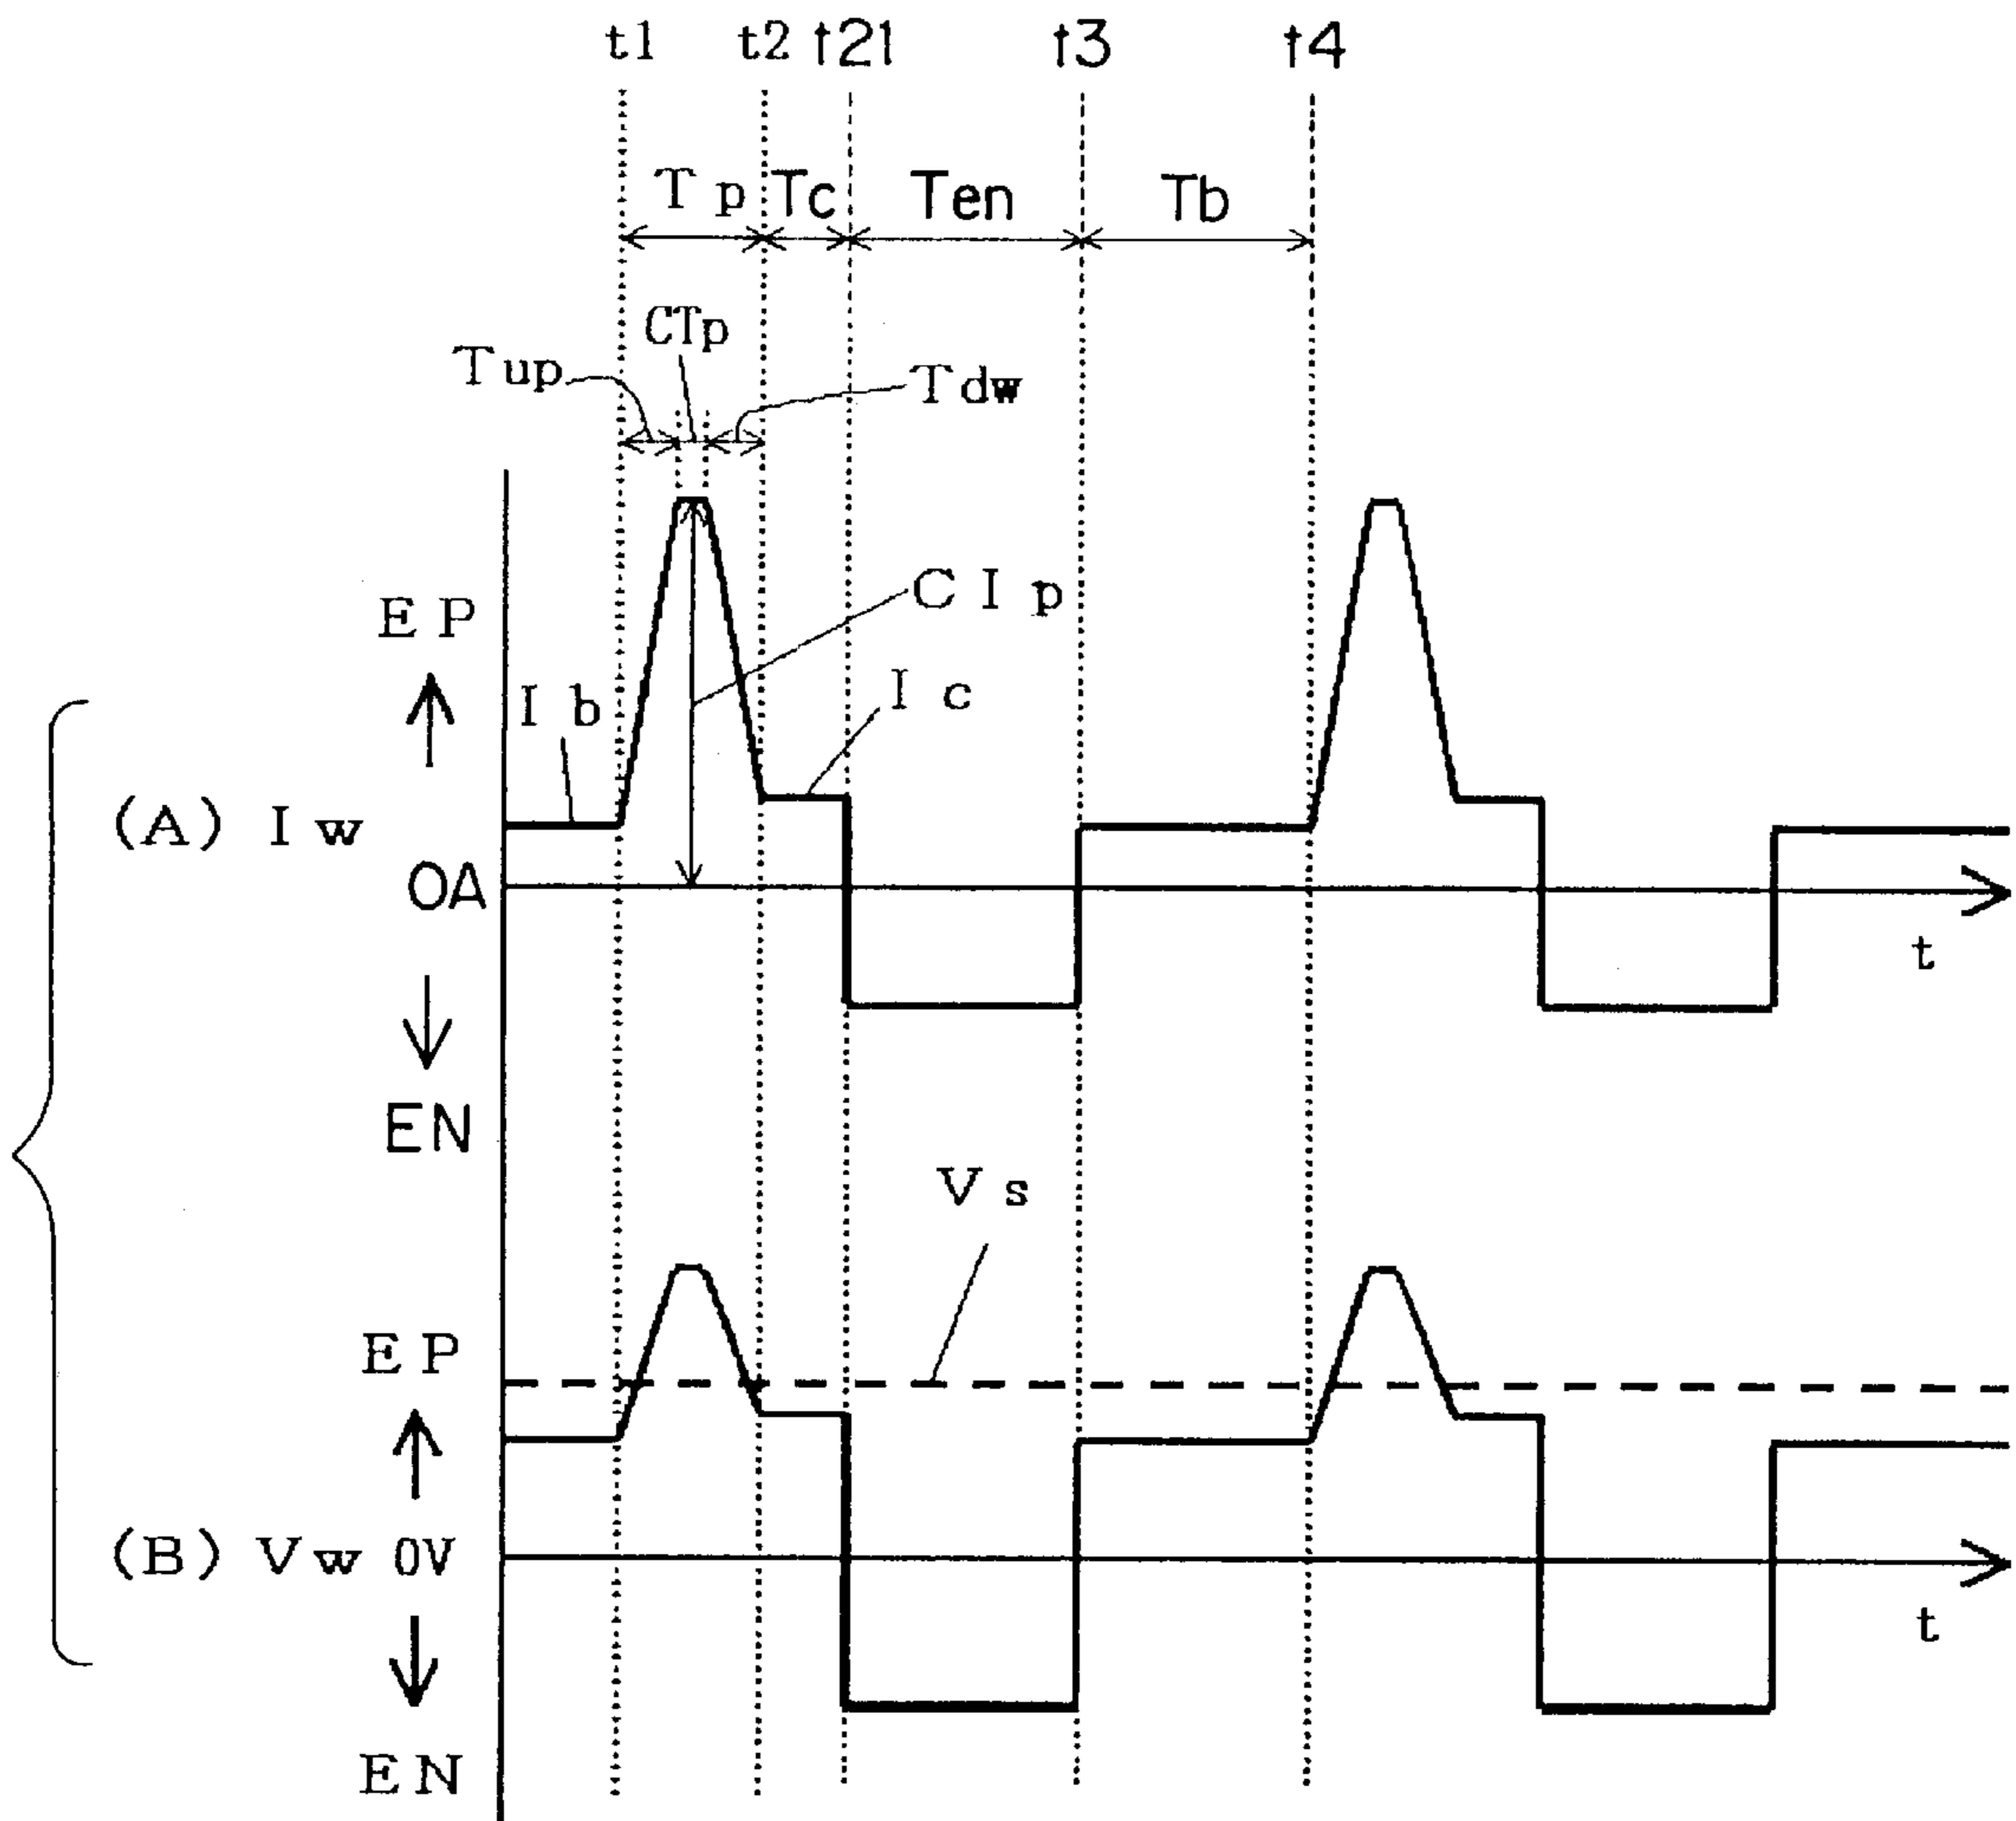 t1 t2 t21 t3 t4
Tp Tc Ten Tb
CTp
Tup Tdw
CIp
EP
Ib Ic
(A) Iw
0A
t
EN
Vs
EP
(B) Vw 0V
t
EN